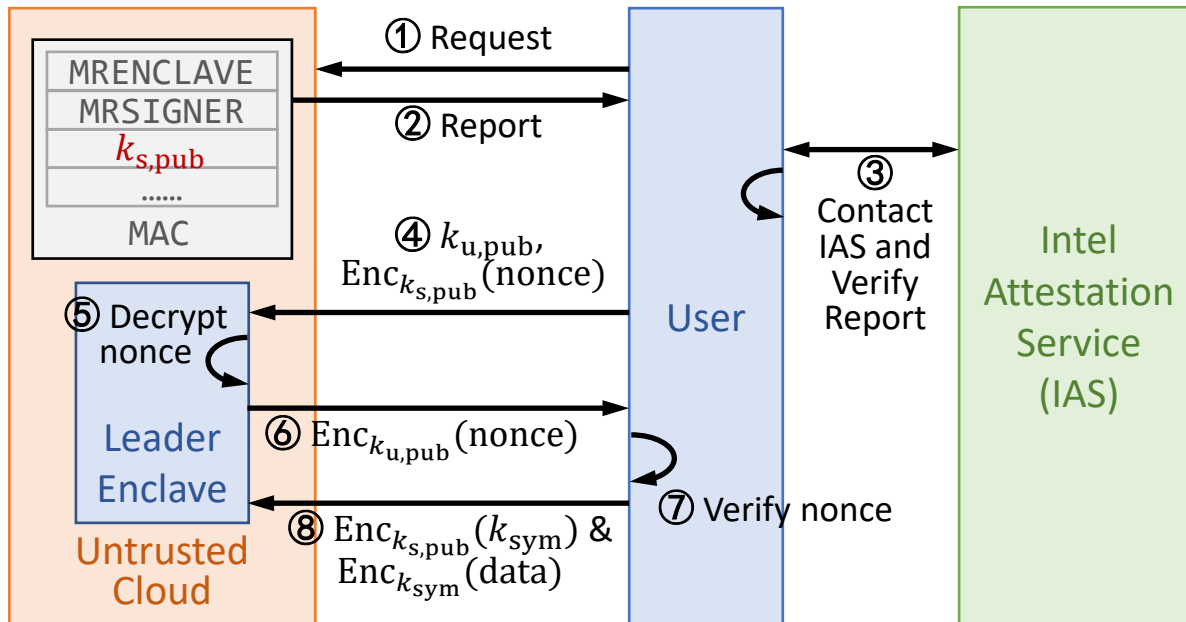 ① Request
MRENCLAVE
MRSIGNER
② Report
k_s,pub
......
MAC
③
Contact
IAS and
Verify
Report
④ k_u,pub,
Enc_k_s,pub(nonce)
Intel
Attestation
Service
(IAS)
User
⑤ Decrypt
nonce
⑥ Enc_k_u,pub(nonce)
Leader
Enclave
⑦ Verify nonce
⑧ Enc_k_s,pub(k_sym) &
Enc_k_sym(data)
Untrusted
Cloud